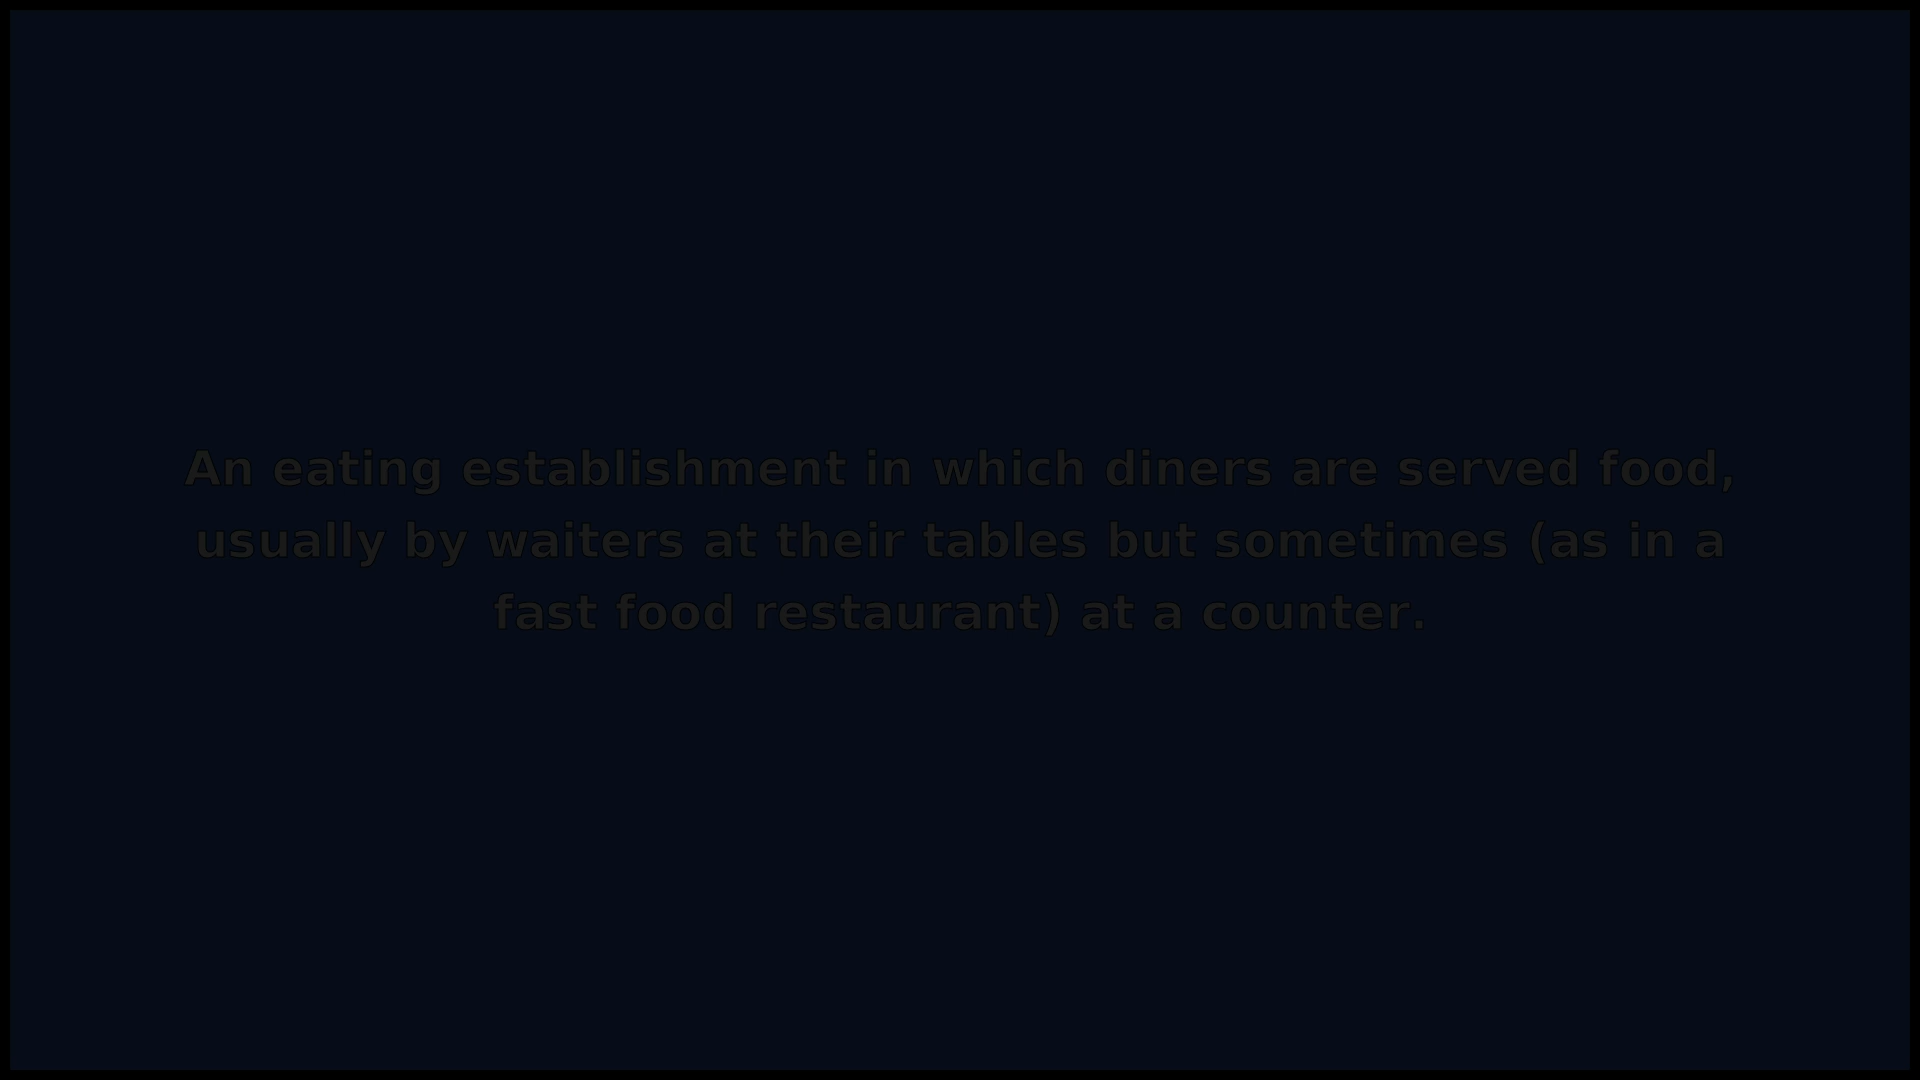 An eating establishment in which diners are served food,
usually by waiters at their tables but sometimes (as in a
fast food restaurant) at a counter.